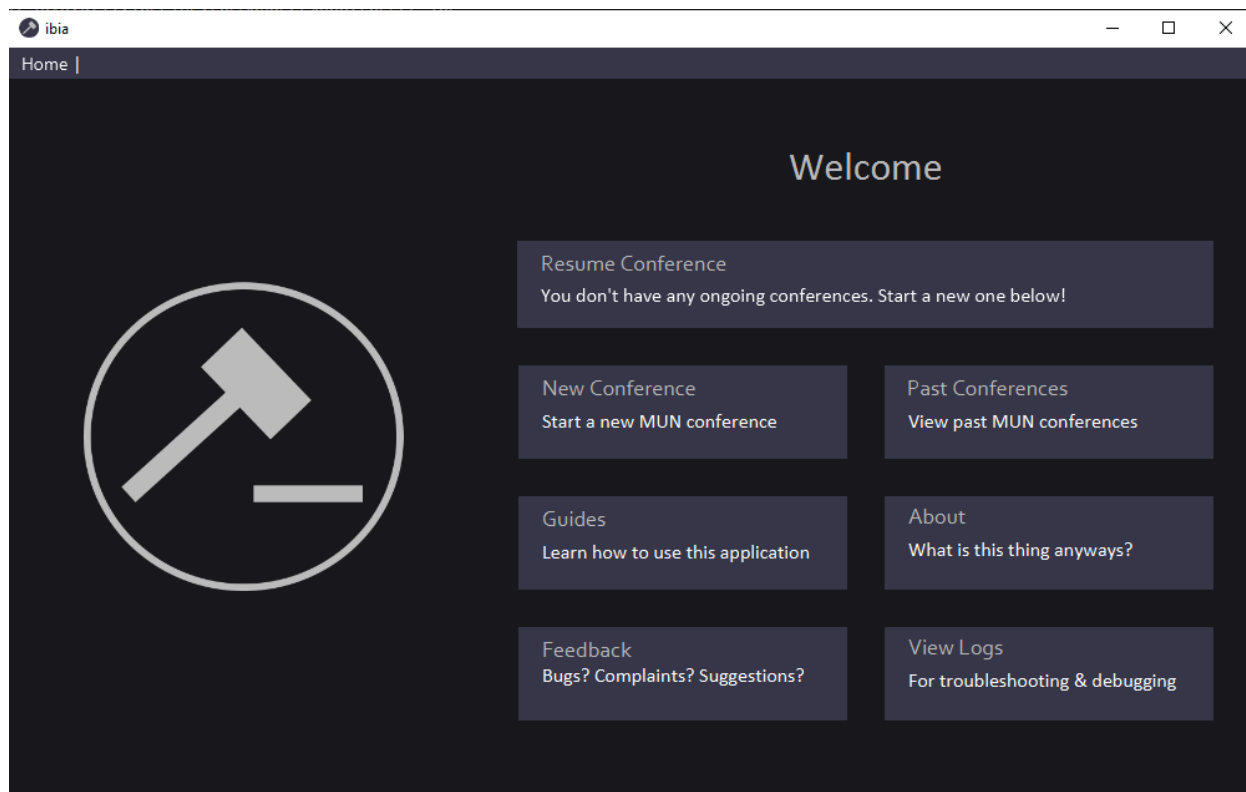 ibia
Home |
Welcome
Resume Conference
You don't have any ongoing conferences. Start a new one below!
New Conference
Start a new MUN conference
Past Conferences
View past MUN conferences
Guides
Learn how to use this application
About
What is this thing anyways?
Feedback
Bugs? Complaints? Suggestions?
View Logs
For troubleshooting & debugging